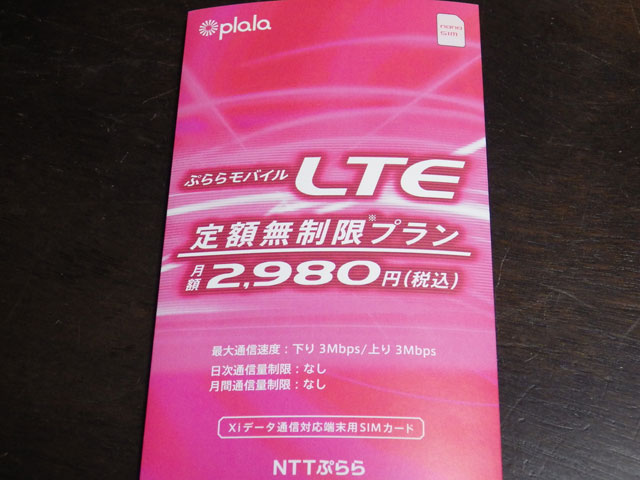 plala
nano
SIM
ぷららモバイル LTE
定額無制限※プラン
月額 2,980円(税込)
最大通信速度:下り 3Mbps/上り 3Mbps
日次通信量制限:なし
月間通信量制限:なし
Xiデータ通信対応端末用SIMカード
NTTぷらら